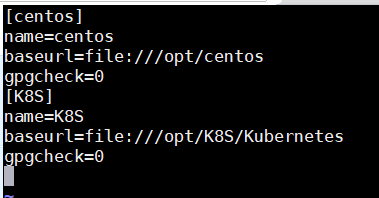 [centos]
name=centos
baseurl=file:///opt/centos
gpgcheck=0
[K8S]
name=K8S
baseurl=file:///opt/K8S/Kubernetes
gpgcheck=0
~